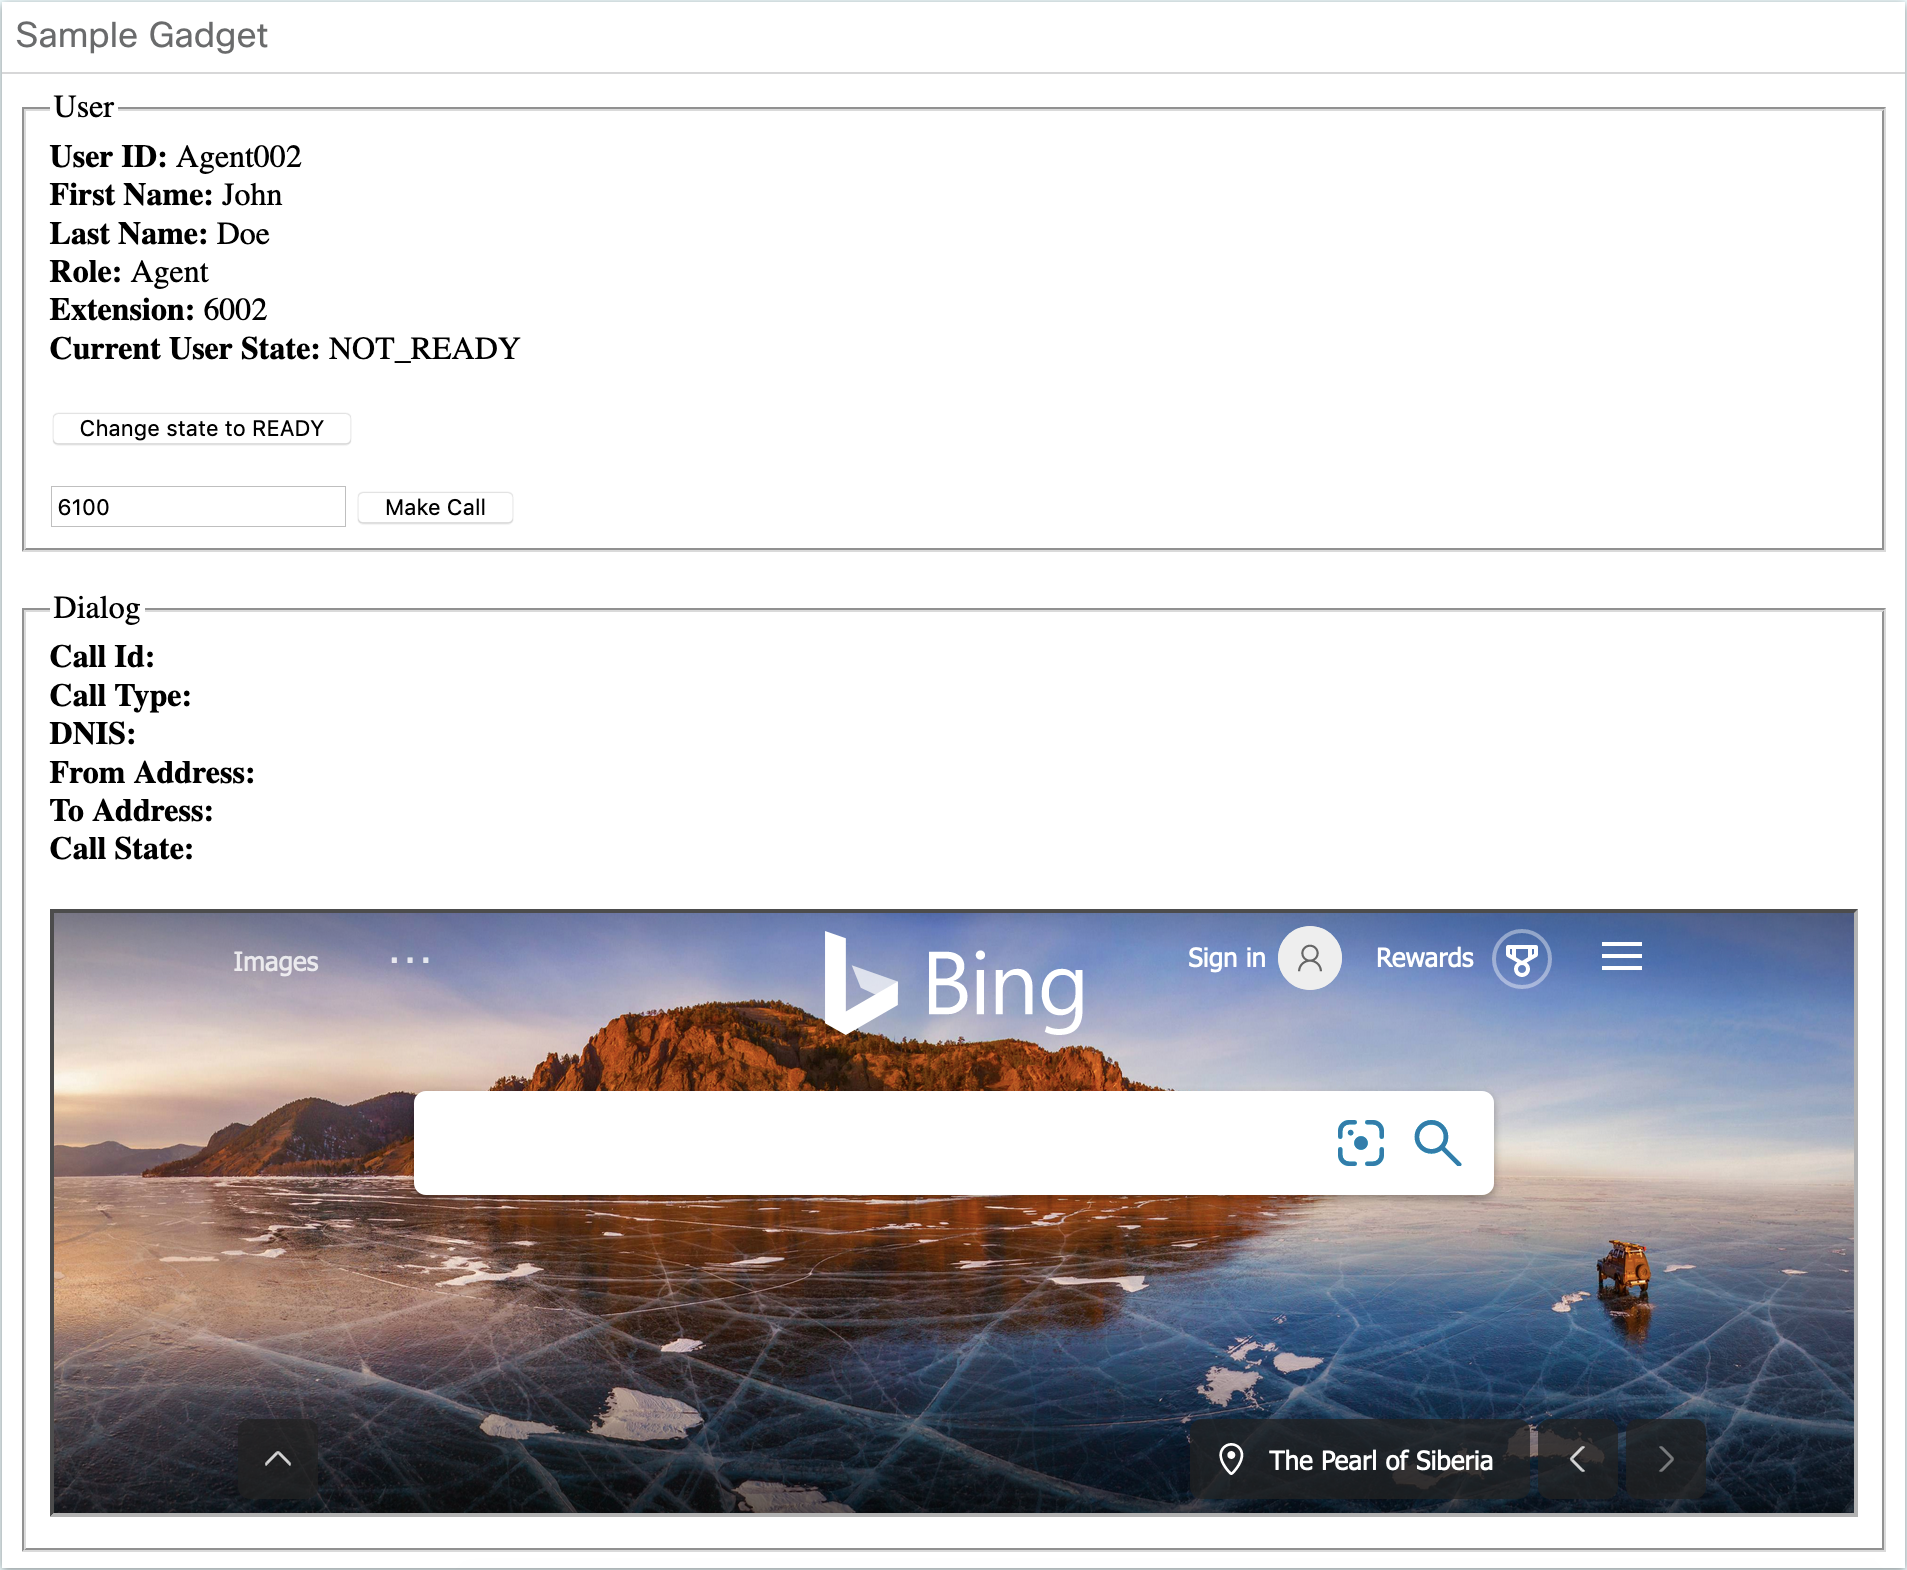 Sample Gadget
User
User ID: Agent002
First Name: John
Last Name: Doe
Role: Agent
Extension: 6002
Current User State: NOT_READY
Change state to READY
6100 Make Call
Dialog
Call Id:
Call Type:
DNIS:
From Address:
To Address:
Call State:
Images ... Bing Sign in Rewards
The Pearl of Siberia